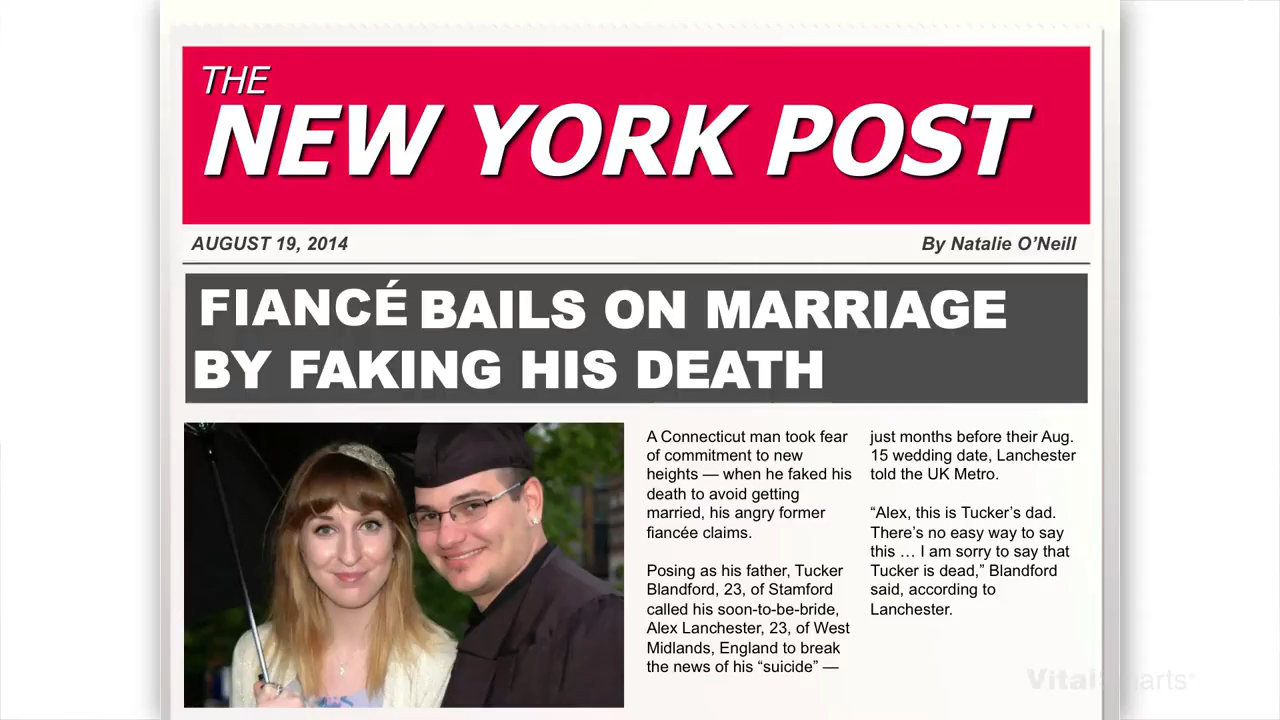 THE
NEW YORK POST
AUGUST 19, 2014
By Natalie O’Neill
FIANCÉ BAILS ON MARRIAGE
BY FAKING HIS DEATH
A Connecticut man took fear
of commitment to new
heights — when he faked his
death to avoid getting
married, his angry former
fiancée claims.
Posing as his father, Tucker
Blandford, 23, of Stamford
called his soon-to-be-bride,
Alex Lanchester, 23, of West
Midlands, England to break
the news of his “suicide” —
just months before their Aug.
15 wedding date, Lanchester
told the UK Metro.
“Alex, this is Tucker’s dad.
There’s no easy way to say
this … I am sorry to say that
Tucker is dead,” Blandford
said, according to
Lanchester.
VitalSmarts